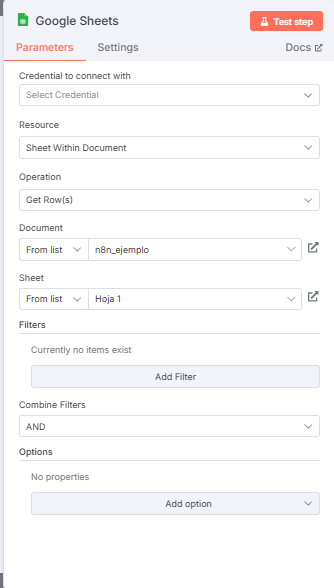 Google Sheets
Test step
Parameters Settings Docs
Credential to connect with
Select Credential
Resource
Sheet Within Document
Operation
Get Row(s)
Document
From list n8n_ejemplo
Sheet
From list Hoja 1
Filters
Currently no items exist
Add Filter
Combine Filters
AND
Options
No properties
Add option